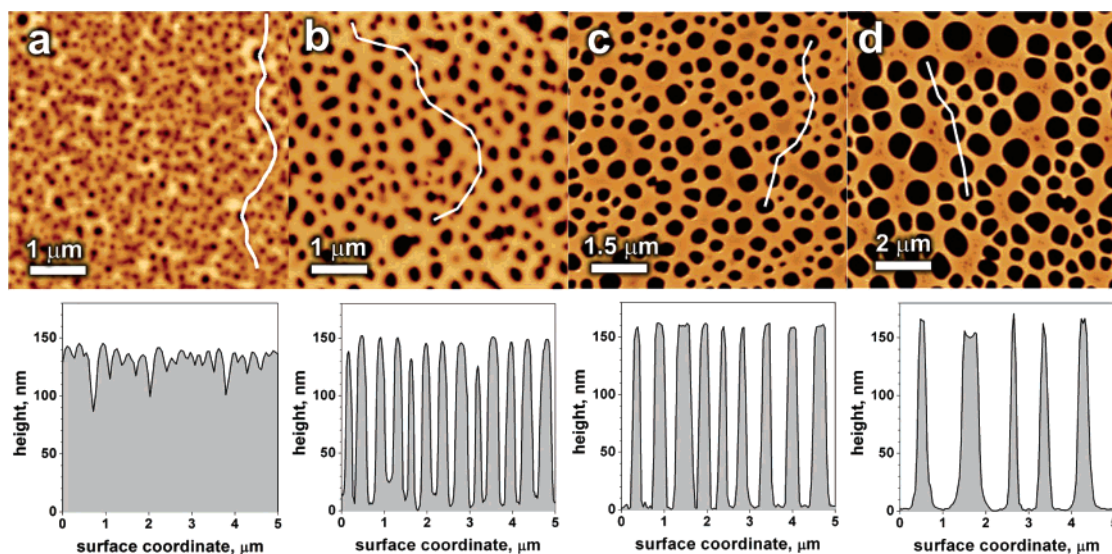 a
b
c
d
1 μm
1 μm
1.5 μm
2 μm
height, nm
150
100
50
0
0 1 2 3 4 5
surface coordinate, μm
height, nm
150
100
50
0
0 1 2 3 4 5
surface coordinate, μm
height, nm
150
100
50
0
0 1 2 3 4 5
surface coordinate, μm
height, nm
150
100
50
0
0 1 2 3 4 5
surface coordinate, μm